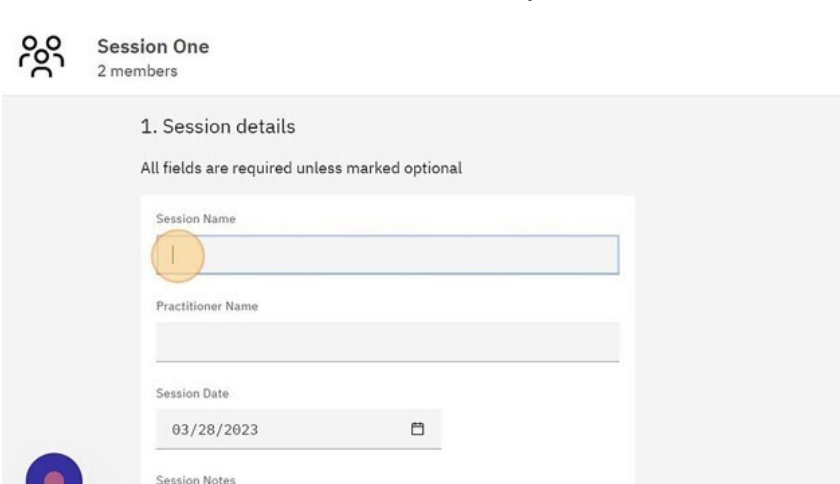 Session One
2 members
1. Session details
All fields are required unless marked optional
Session Name
Practitioner Name
Session Date
03/28/2023
Session Notes